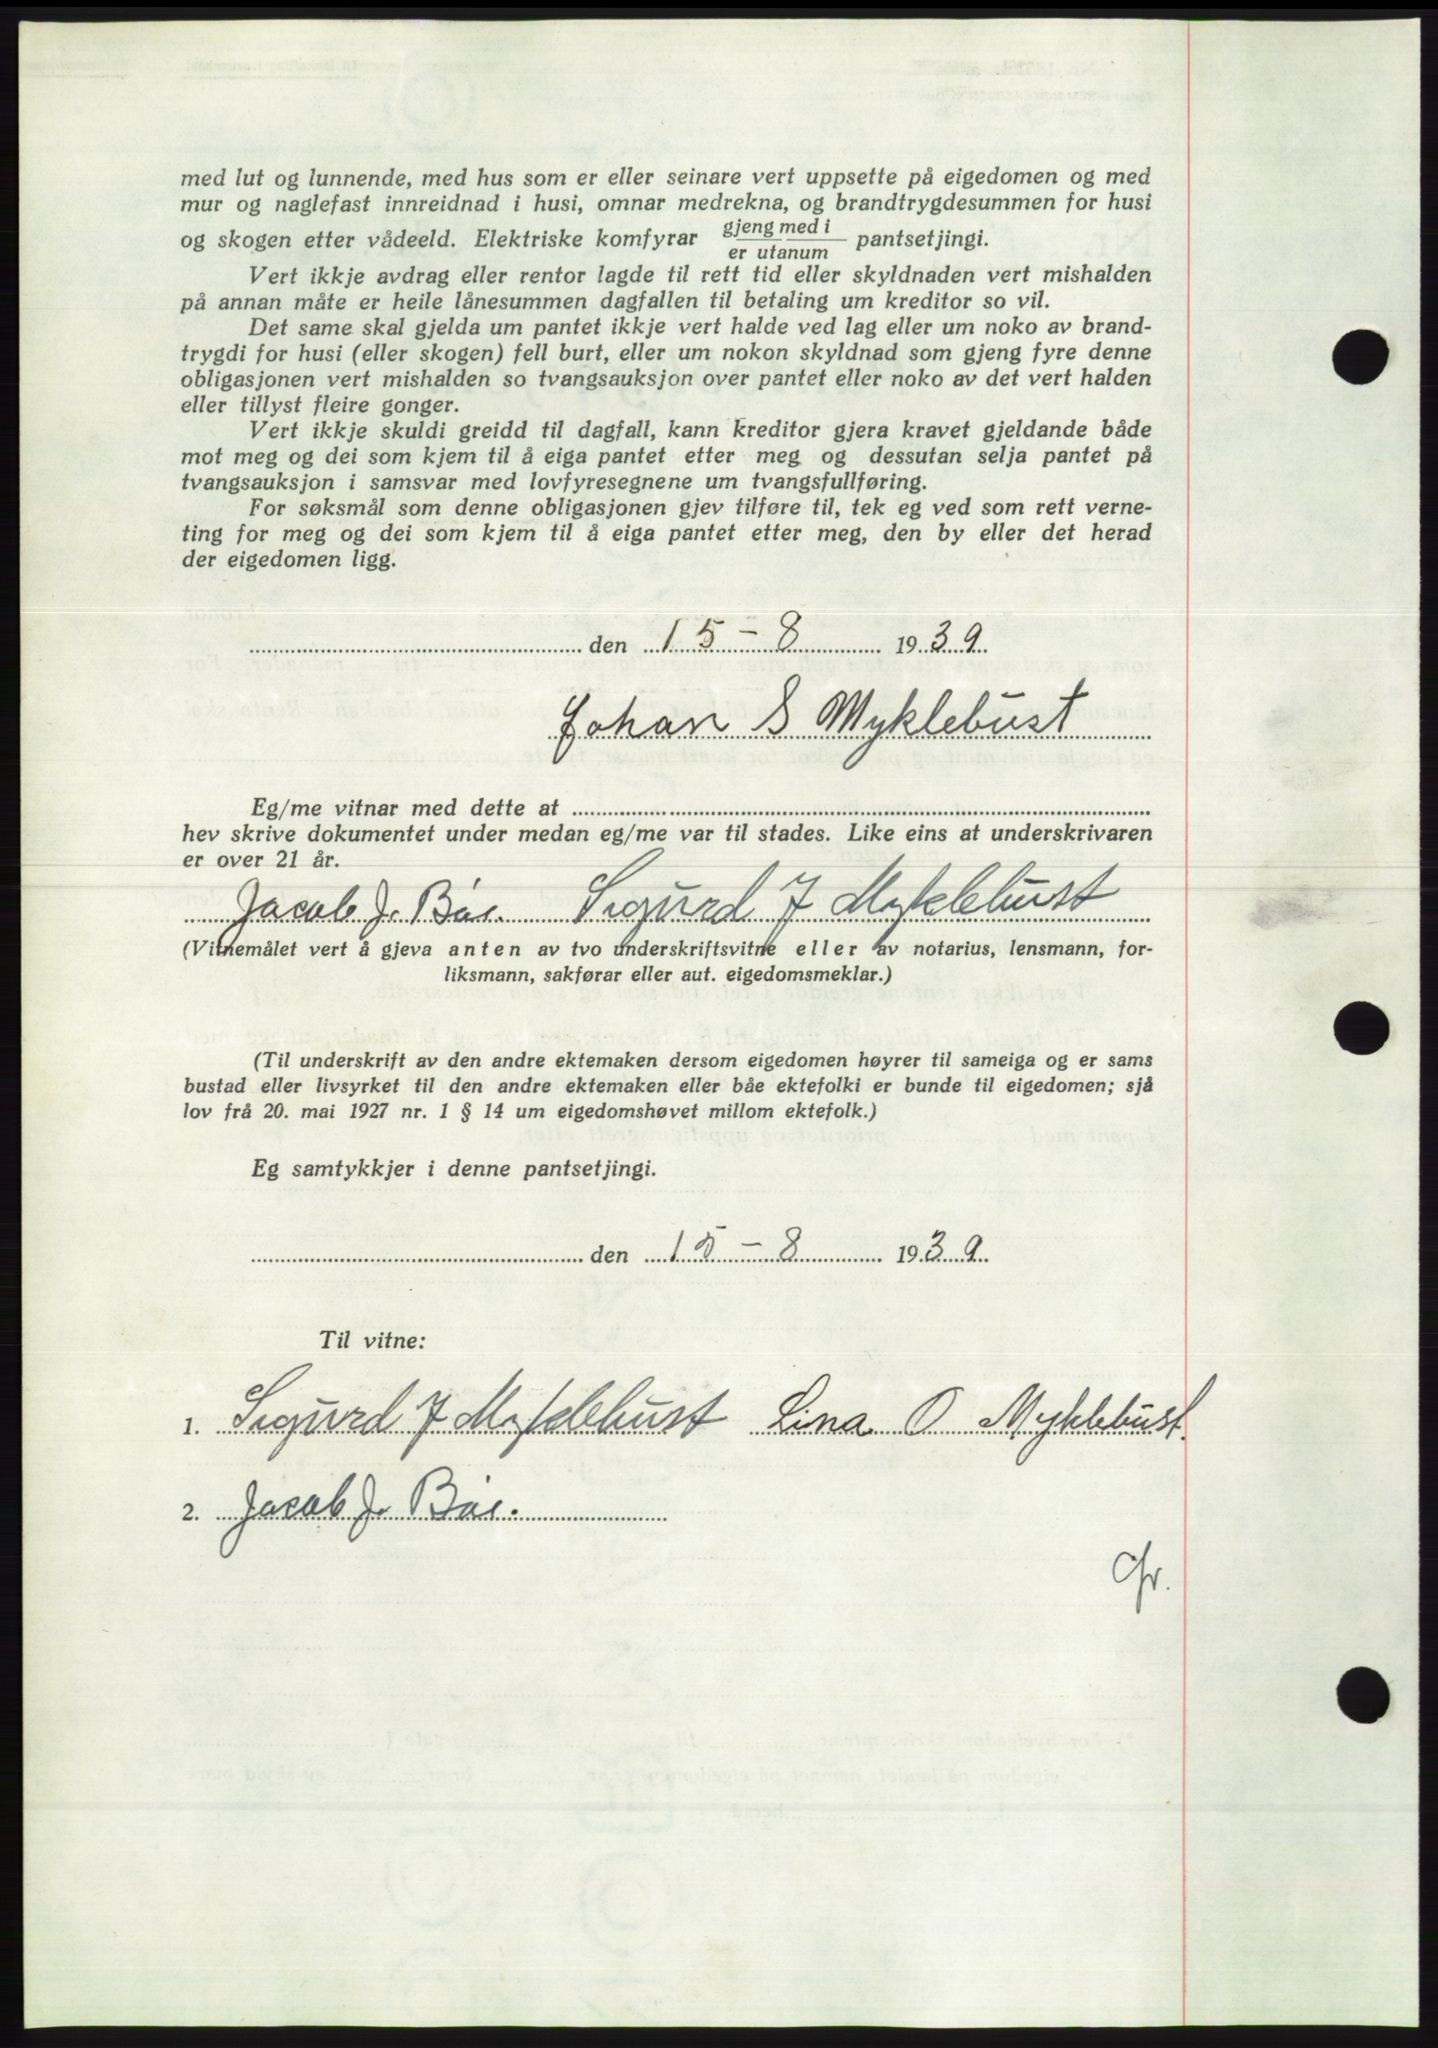 med lut og lunnende, med hus som er eller seinare vert uppsette på eigedomen og med
mur og naglefast innreidnad i husi, omnar medrekna, og brandtrygdesummen for husi
og skogen etter vådeeld. Elektriske komfyrar gjeng med i / er utanum pantsetjingi.
Vert ikkje avdrag eller rentor lagde til rett tid eller skyldnaden vert mishalden
på annan måte er heile lånesummen dagfallen til betaling um kreditor so vil.
Det same skal gjelda um pantet ikkje vert halde ved lag eller um noko av brand-
trygdi for husi (eller skogen) fell burt, eller um nokon skyldnad som gjeng fyre denne
obligasjonen vert mishalden so tvangsauksjon over pantet eller noko av det vert halden
eller tillyst fleire gonger.
Vert ikkje skuldi greidd til dagfall, kann kreditor gjera kravet gjeldande både
mot meg og dei som kjem til å eiga pantet etter meg og dessutan selja pantet på
tvangsauksjon i samsvar med lovfyresegnene um tvangsfullføring.
For søksmål som denne obligasjonen gjev tilføre til, tek eg ved som rett verne-
ting for meg og dei som kjem til å eiga pantet etter meg, den by eller det herad
der eigedomen ligg.
den 15-8 1939
Johan S Myklebust
Eg/me vitnar med dette at
hev skrive dokumentet under medan eg/me var til stades. Like eins at underskrivaren
er over 21 år.
Jacob J. Bøe. Sigurd J Myklebust
(Vitnemålet vert å gjeva anten av tvo underskriftsvitne eller av notarius, lensmann, for-
liksmann, sakførar eller aut. eigedomsmeklar.)
(Til underskrift av den andre ektemaken dersom eigedomen høyrer til sameiga og er sams
bustad eller livsyrket til den andre ektemaken eller båe ektefolki er bunde til eigedomen; sjå
lov frå 20. mai 1927 nr. 1 § 14 um eigedomshøvet millom ektefolk.)
Eg samtykkjer i denne pantsetjingi.
den 15-8 1939
Til vitne:
1. Sigurd J Myklebust Lina O Myklebust.
2. Jacob J. Bøe.